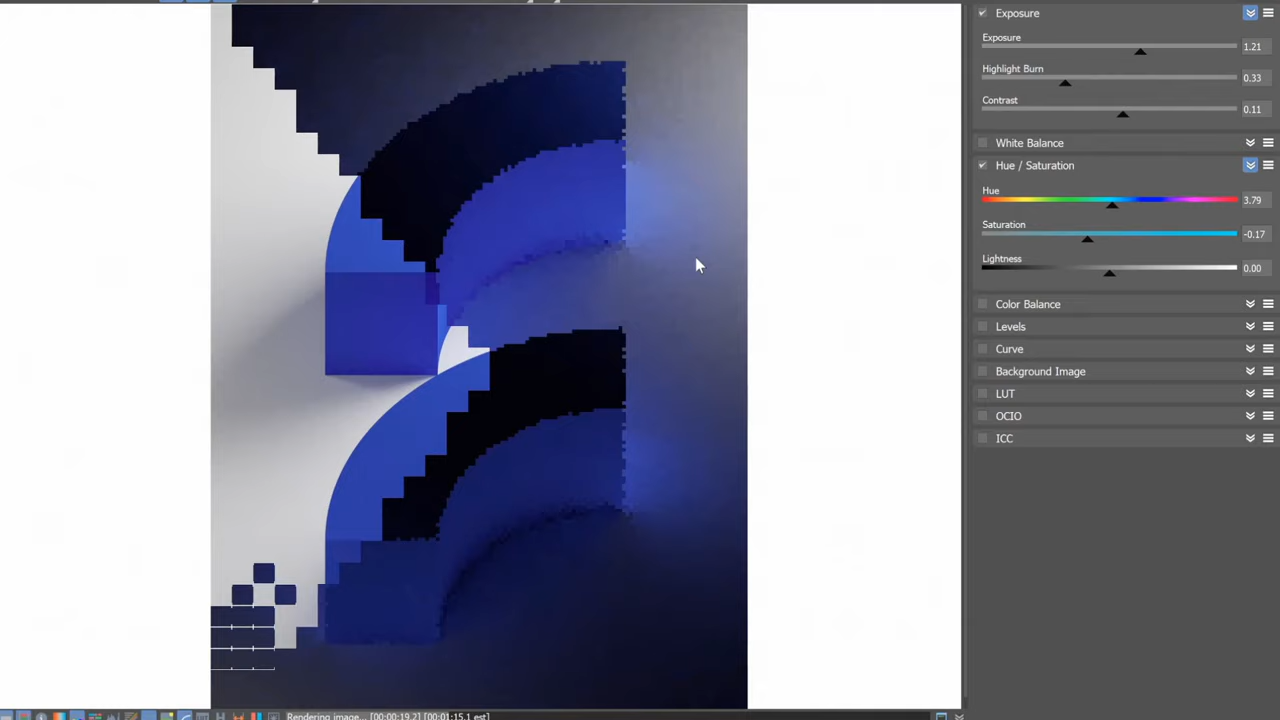 Exposure
Exposure
1.21
Highlight Burn
0.33
Contrast
0.11
White Balance
Hue / Saturation
Hue
3.79
Saturation
-0.17
Lightness
0.00
Color Balance
Levels
Curve
Background Image
LUT
OCIO
ICC
Rendering image... [00:00:19.2] [00:01:15.1 est]